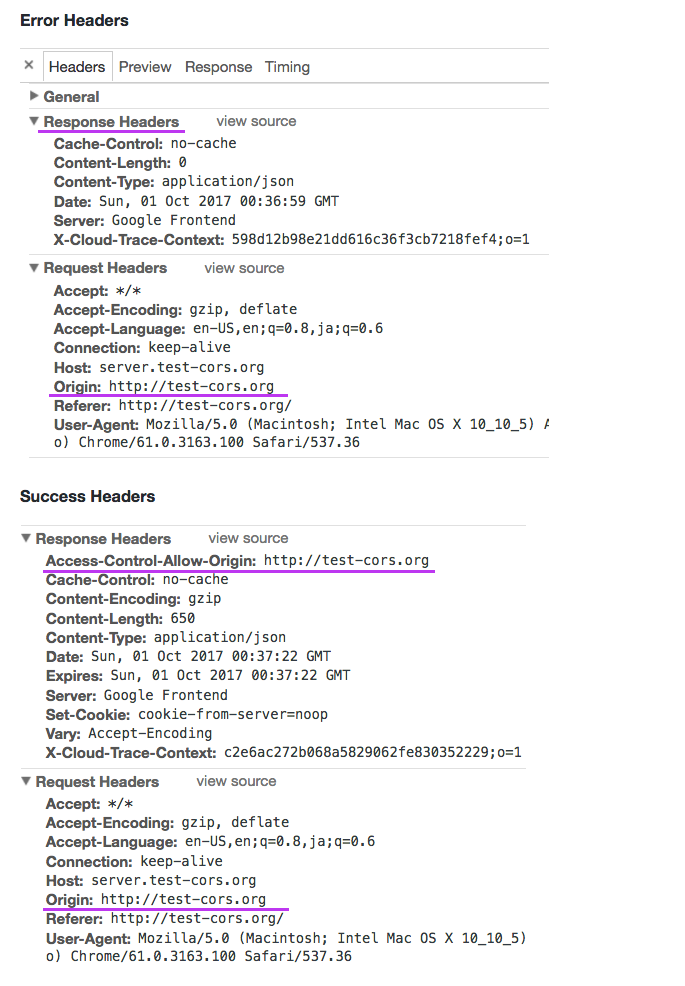 Error Headers
× Headers Preview Response Timing
▶ General
▼ Response Headers view source
Cache-Control: no-cache
Content-Length: 0
Content-Type: application/json
Date: Sun, 01 Oct 2017 00:36:59 GMT
Server: Google Frontend
X-Cloud-Trace-Context: 598d12b98e21dd616c36f3cb7218fef4;o=1
▼ Request Headers view source
Accept: */*
Accept-Encoding: gzip, deflate
Accept-Language: en-US,en;q=0.8,ja;q=0.6
Connection: keep-alive
Host: server.test-cors.org
Origin: http://test-cors.org
Referer: http://test-cors.org/
User-Agent: Mozilla/5.0 (Macintosh; Intel Mac OS X 10_10_5) A
o) Chrome/61.0.3163.100 Safari/537.36
Success Headers
▼ Response Headers view source
Access-Control-Allow-Origin: http://test-cors.org
Cache-Control: no-cache
Content-Encoding: gzip
Content-Length: 650
Content-Type: application/json
Date: Sun, 01 Oct 2017 00:37:22 GMT
Expires: Sun, 01 Oct 2017 00:37:22 GMT
Server: Google Frontend
Set-Cookie: cookie-from-server=noop
Vary: Accept-Encoding
X-Cloud-Trace-Context: c2e6ac272b068a5829062fe830352229;o=1
▼ Request Headers view source
Accept: */*
Accept-Encoding: gzip, deflate
Accept-Language: en-US,en;q=0.8,ja;q=0.6
Connection: keep-alive
Host: server.test-cors.org
Origin: http://test-cors.org
Referer: http://test-cors.org/
User-Agent: Mozilla/5.0 (Macintosh; Intel Mac OS X 10_10_5)
o) Chrome/61.0.3163.100 Safari/537.36